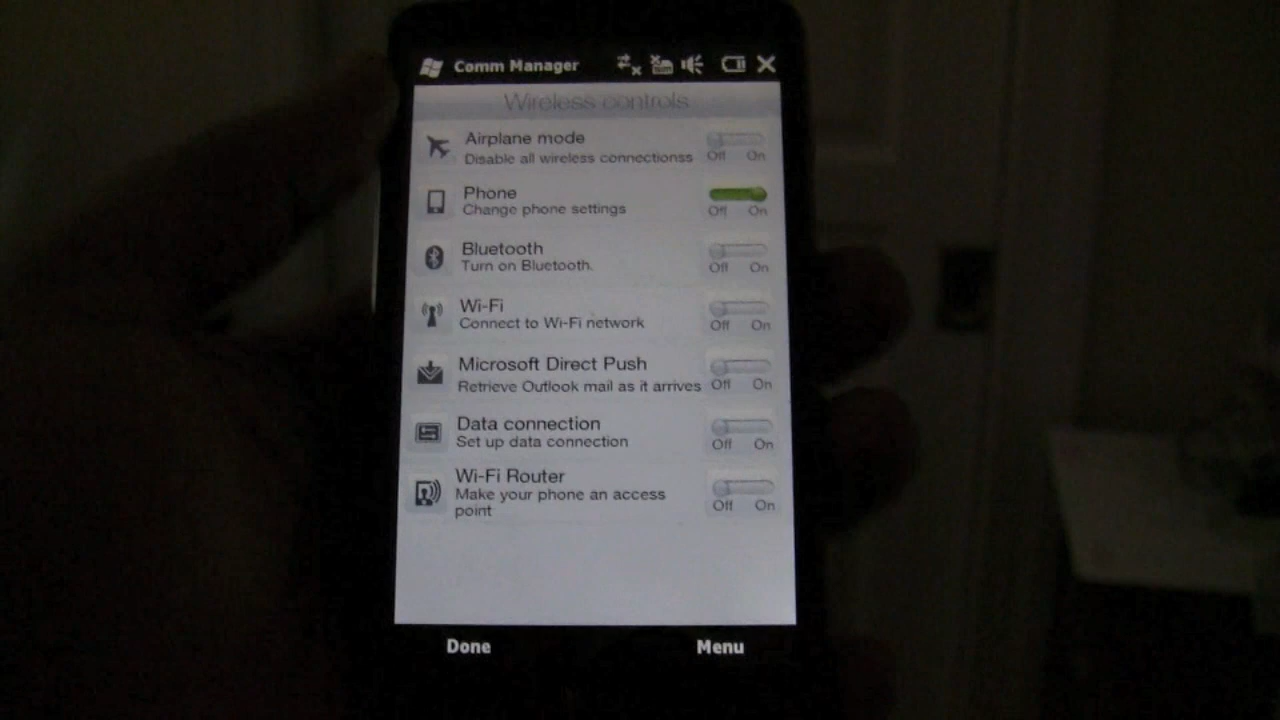 Comm Manager
Wireless controls
Airplane mode
Disable all wireless connectionss
Off On
Phone
Change phone settings
Off On
Bluetooth
Turn on Bluetooth.
Off On
Wi-Fi
Connect to Wi-Fi network
Off On
Microsoft Direct Push
Retrieve Outlook mail as it arrives
Off On
Data connection
Set up data connection
Off On
Wi-Fi Router
Make your phone an access
point
Off On
Done Menu